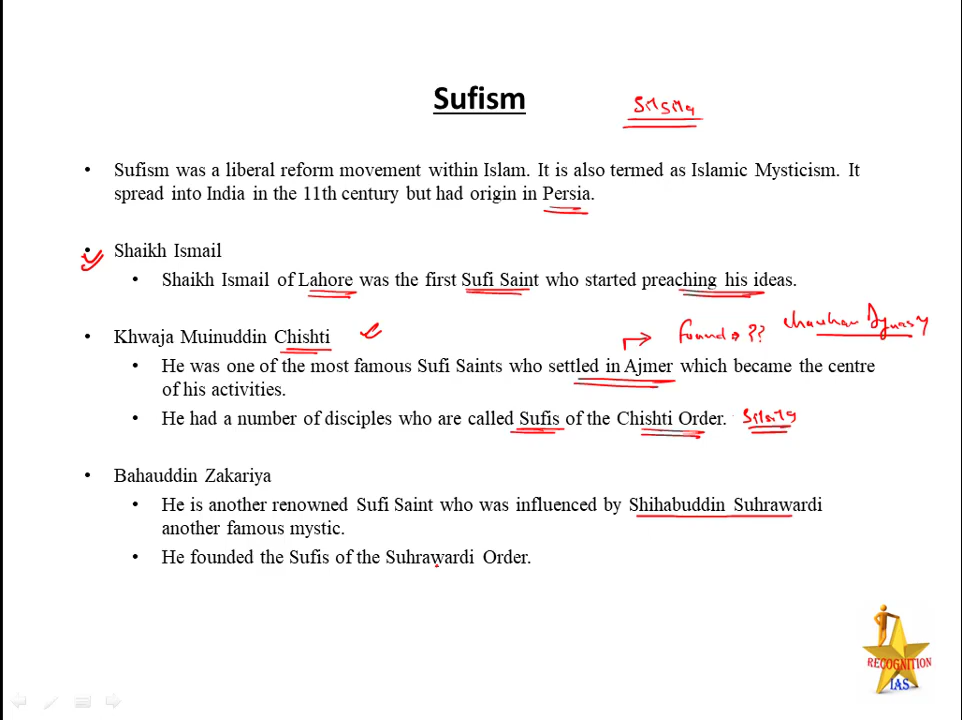 Sufism
Silsila
• Sufism was a liberal reform movement within Islam. It is also termed as Islamic Mysticism. It
spread into India in the 11th century but had origin in Persia.
• Shaikh Ismail
• Shaikh Ismail of Lahore was the first Sufi Saint who started preaching his ideas.
• Khwaja Muinuddin Chishti
found ?? Chauhan Dynasty
• He was one of the most famous Sufi Saints who settled in Ajmer which became the centre
of his activities.
• He had a number of disciples who are called Sufis of the Chishti Order. Silsila
• Bahauddin Zakariya
• He is another renowned Sufi Saint who was influenced by Shihabuddin Suhrawardi
another famous mystic.
• He founded the Sufis of the Suhrawardi Order.
RECOGNITION
IAS